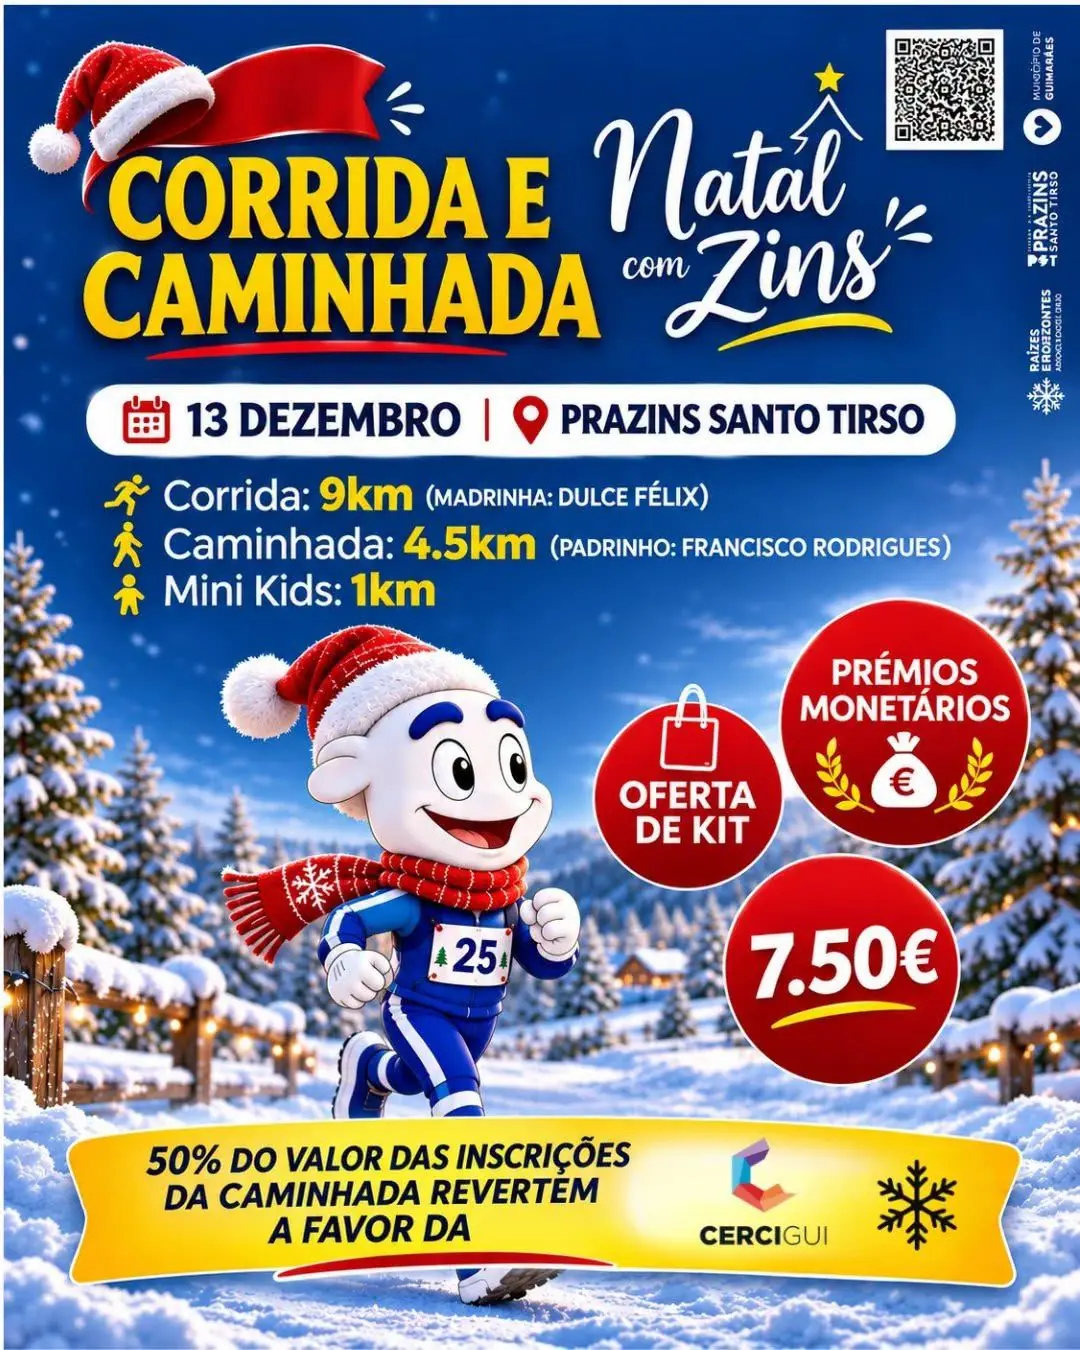 CORRIDA E
CAMINHADA
Natal
com Zins
MUNICÍPIO DE
GUIMARÃES
PRAZINS
SANTO TIRSO
RAÍZES
EHORIZONTES
13 DEZEMBRO | PRAZINS SANTO TIRSO
Corrida: 9km (MADRINHA: DULCE FÉLIX)
Caminhada: 4.5km (PADRINHO: FRANCISCO RODRIGUES)
Mini Kids: 1km
PRÉMIOS
MONETÁRIOS
€
OFERTA
DE KIT
7.50€
25
50% DO VALOR DAS INSCRIÇÕES
DA CAMINHADA REVERTEM
A FAVOR DA
CERCIGUI